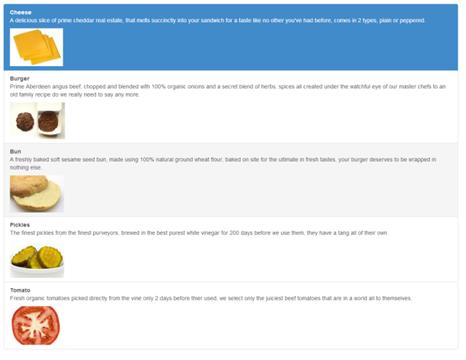 Cheese
A delicious slice of prime cheddar real estate, that melts succinctly into your sandwich for a taste like no other you've had before, comes in 2 types, plain or peppered.
Burger
Prime Aberdeen angus beef, chopped and blended with 100% organic onions and a secret blend of herbs, spices all created under the watchful eye of our master chefs to an
old family recipe do we really need to say any more.
Bun
A freshly baked soft sesame seed bun, made using 100% natural ground wheat flour, baked on site for the ultimate in fresh tastes, your burger deserves to be wrapped in
nothing else.
Pickles
The finest pickles from the finest purveyors, brewed in the best purest white vinegar for 200 days before we use them, they have a tang all of their own
Tomato
Fresh organic tomatoes picked directly from the vine only 2 days before their used, we select only the juiciest beef tomatoes that are in a world all to themselves.